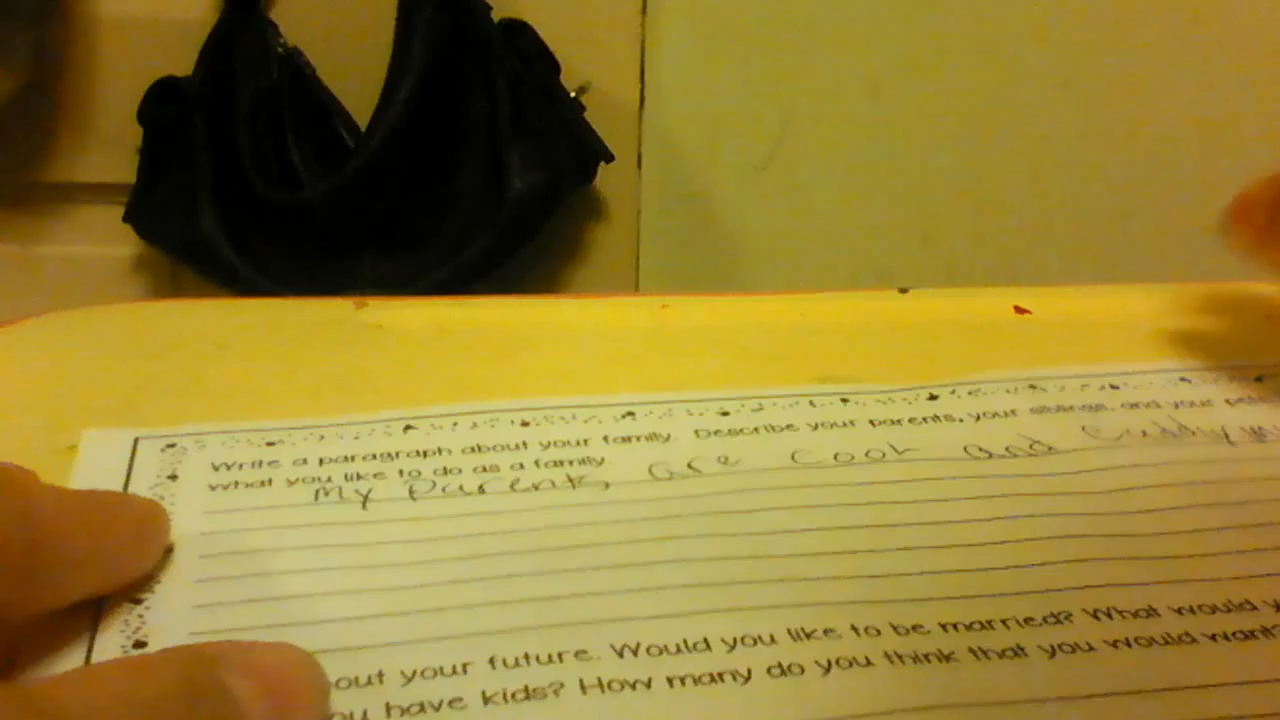 Write a paragraph about your family. Describe your parents, your siblings, and your pets
What you like to do as a family.
My Parents are Cool and Cuddly
out your future. Would you like to be married? What would y
ou have kids? How many do you think that you would want